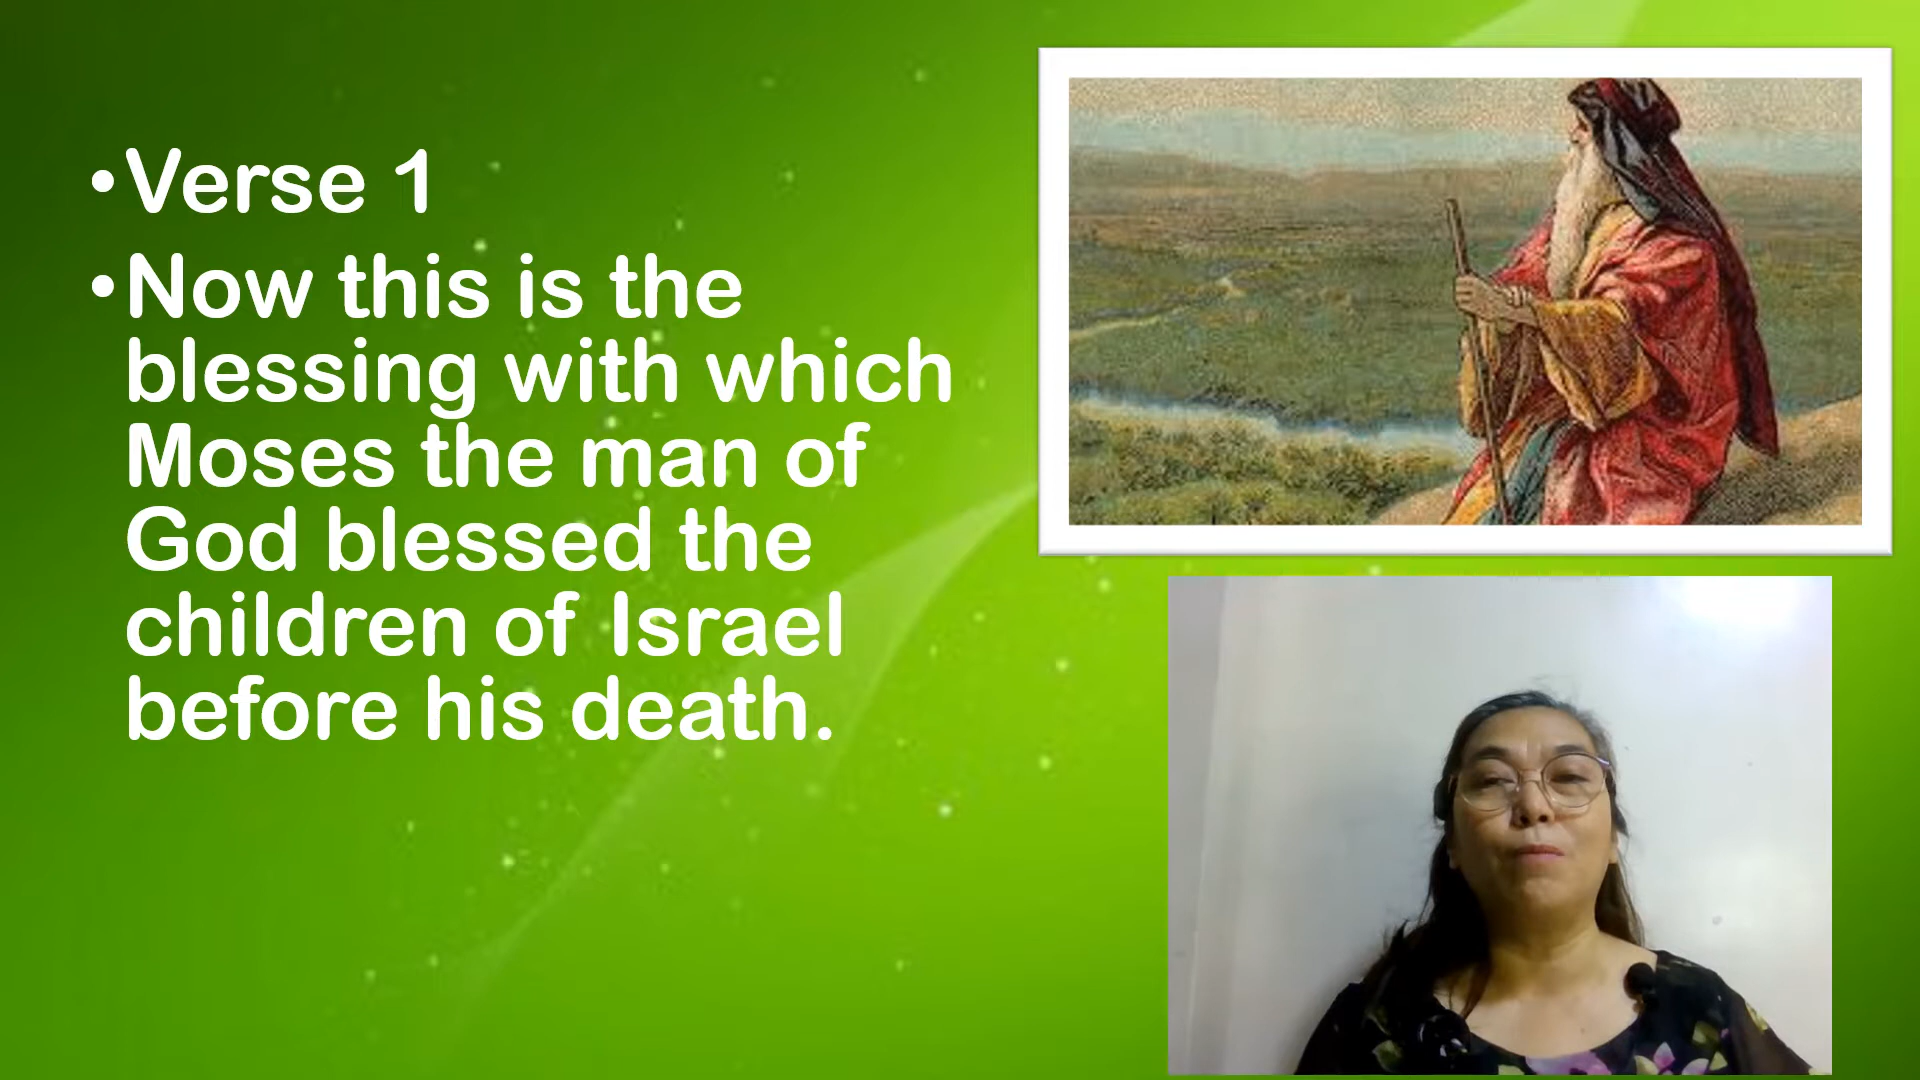 •Verse 1
•Now this is the
blessing with which
Moses the man of
God blessed the
children of Israel
before his death.